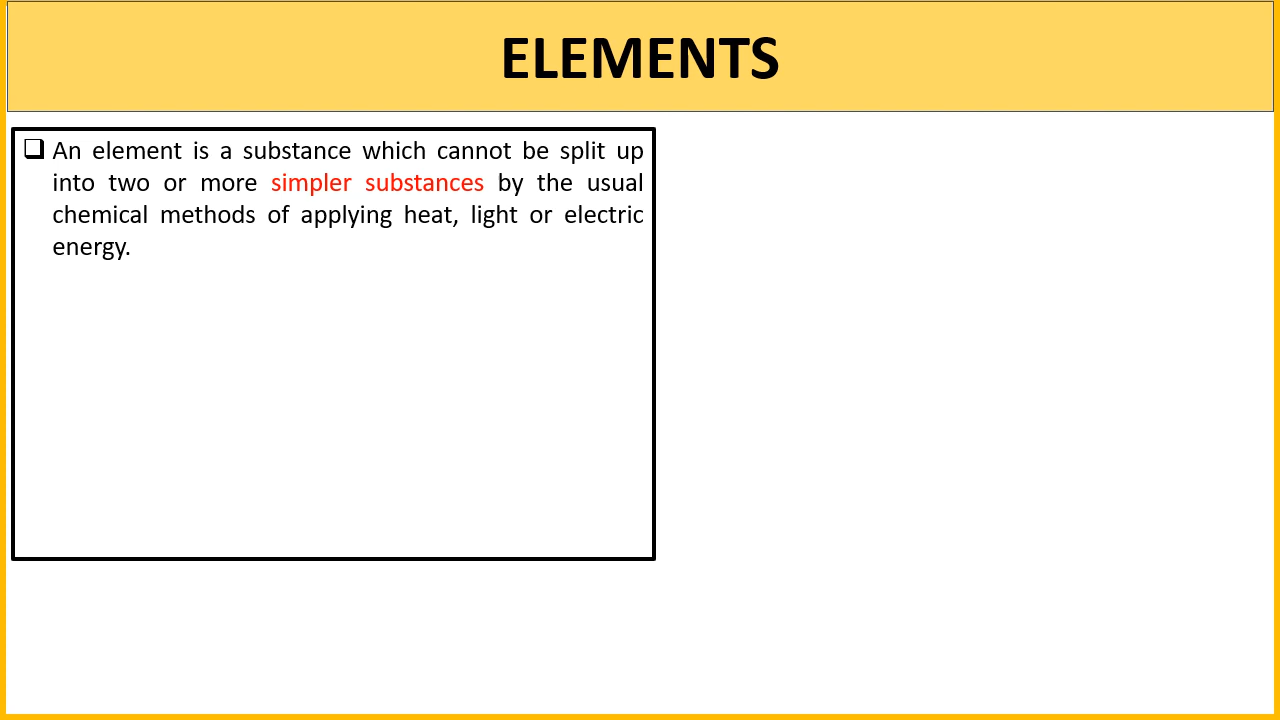 ELEMENTS
❑ An element is a substance which cannot be split up
into two or more simpler substances by the usual
chemical methods of applying heat, light or electric
energy.